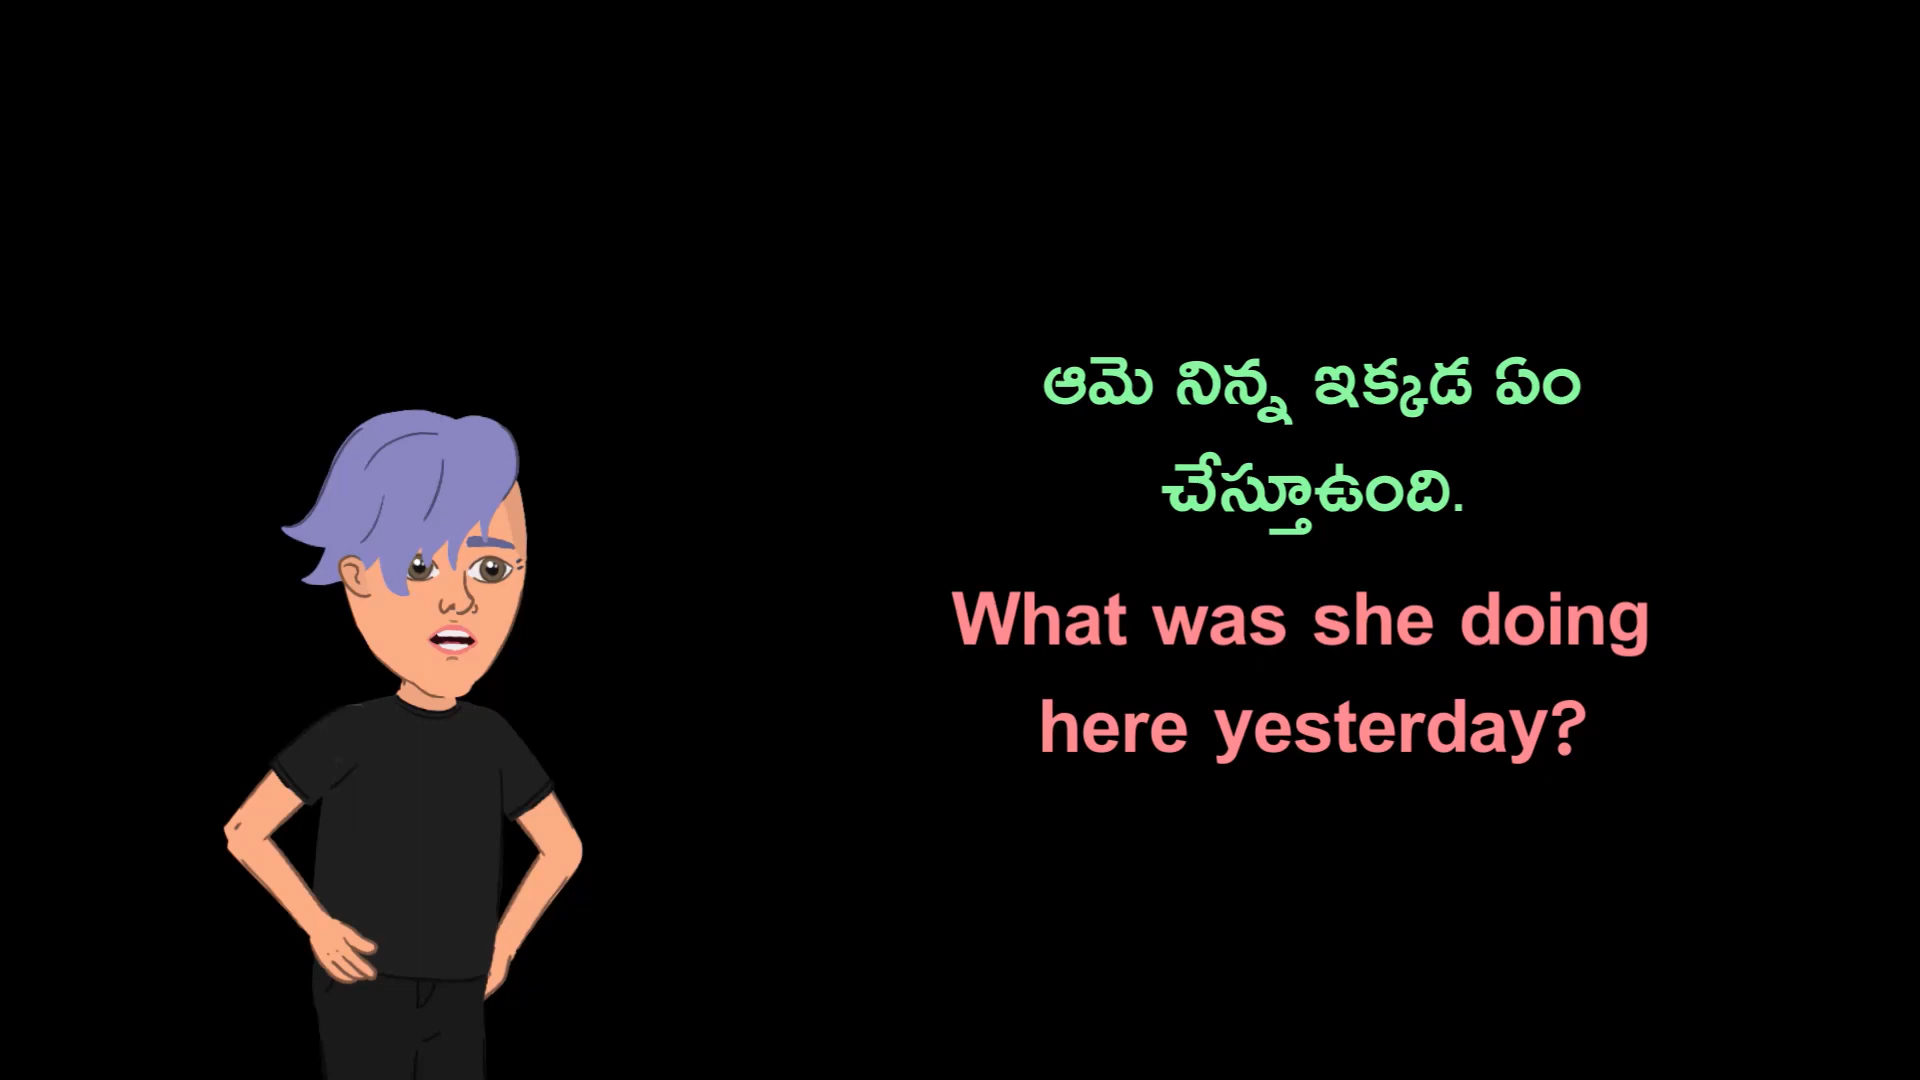 ఆమె నిన్న ఇక్కడ ఏం
చేస్తూఉంది.
What was she doing
here yesterday?